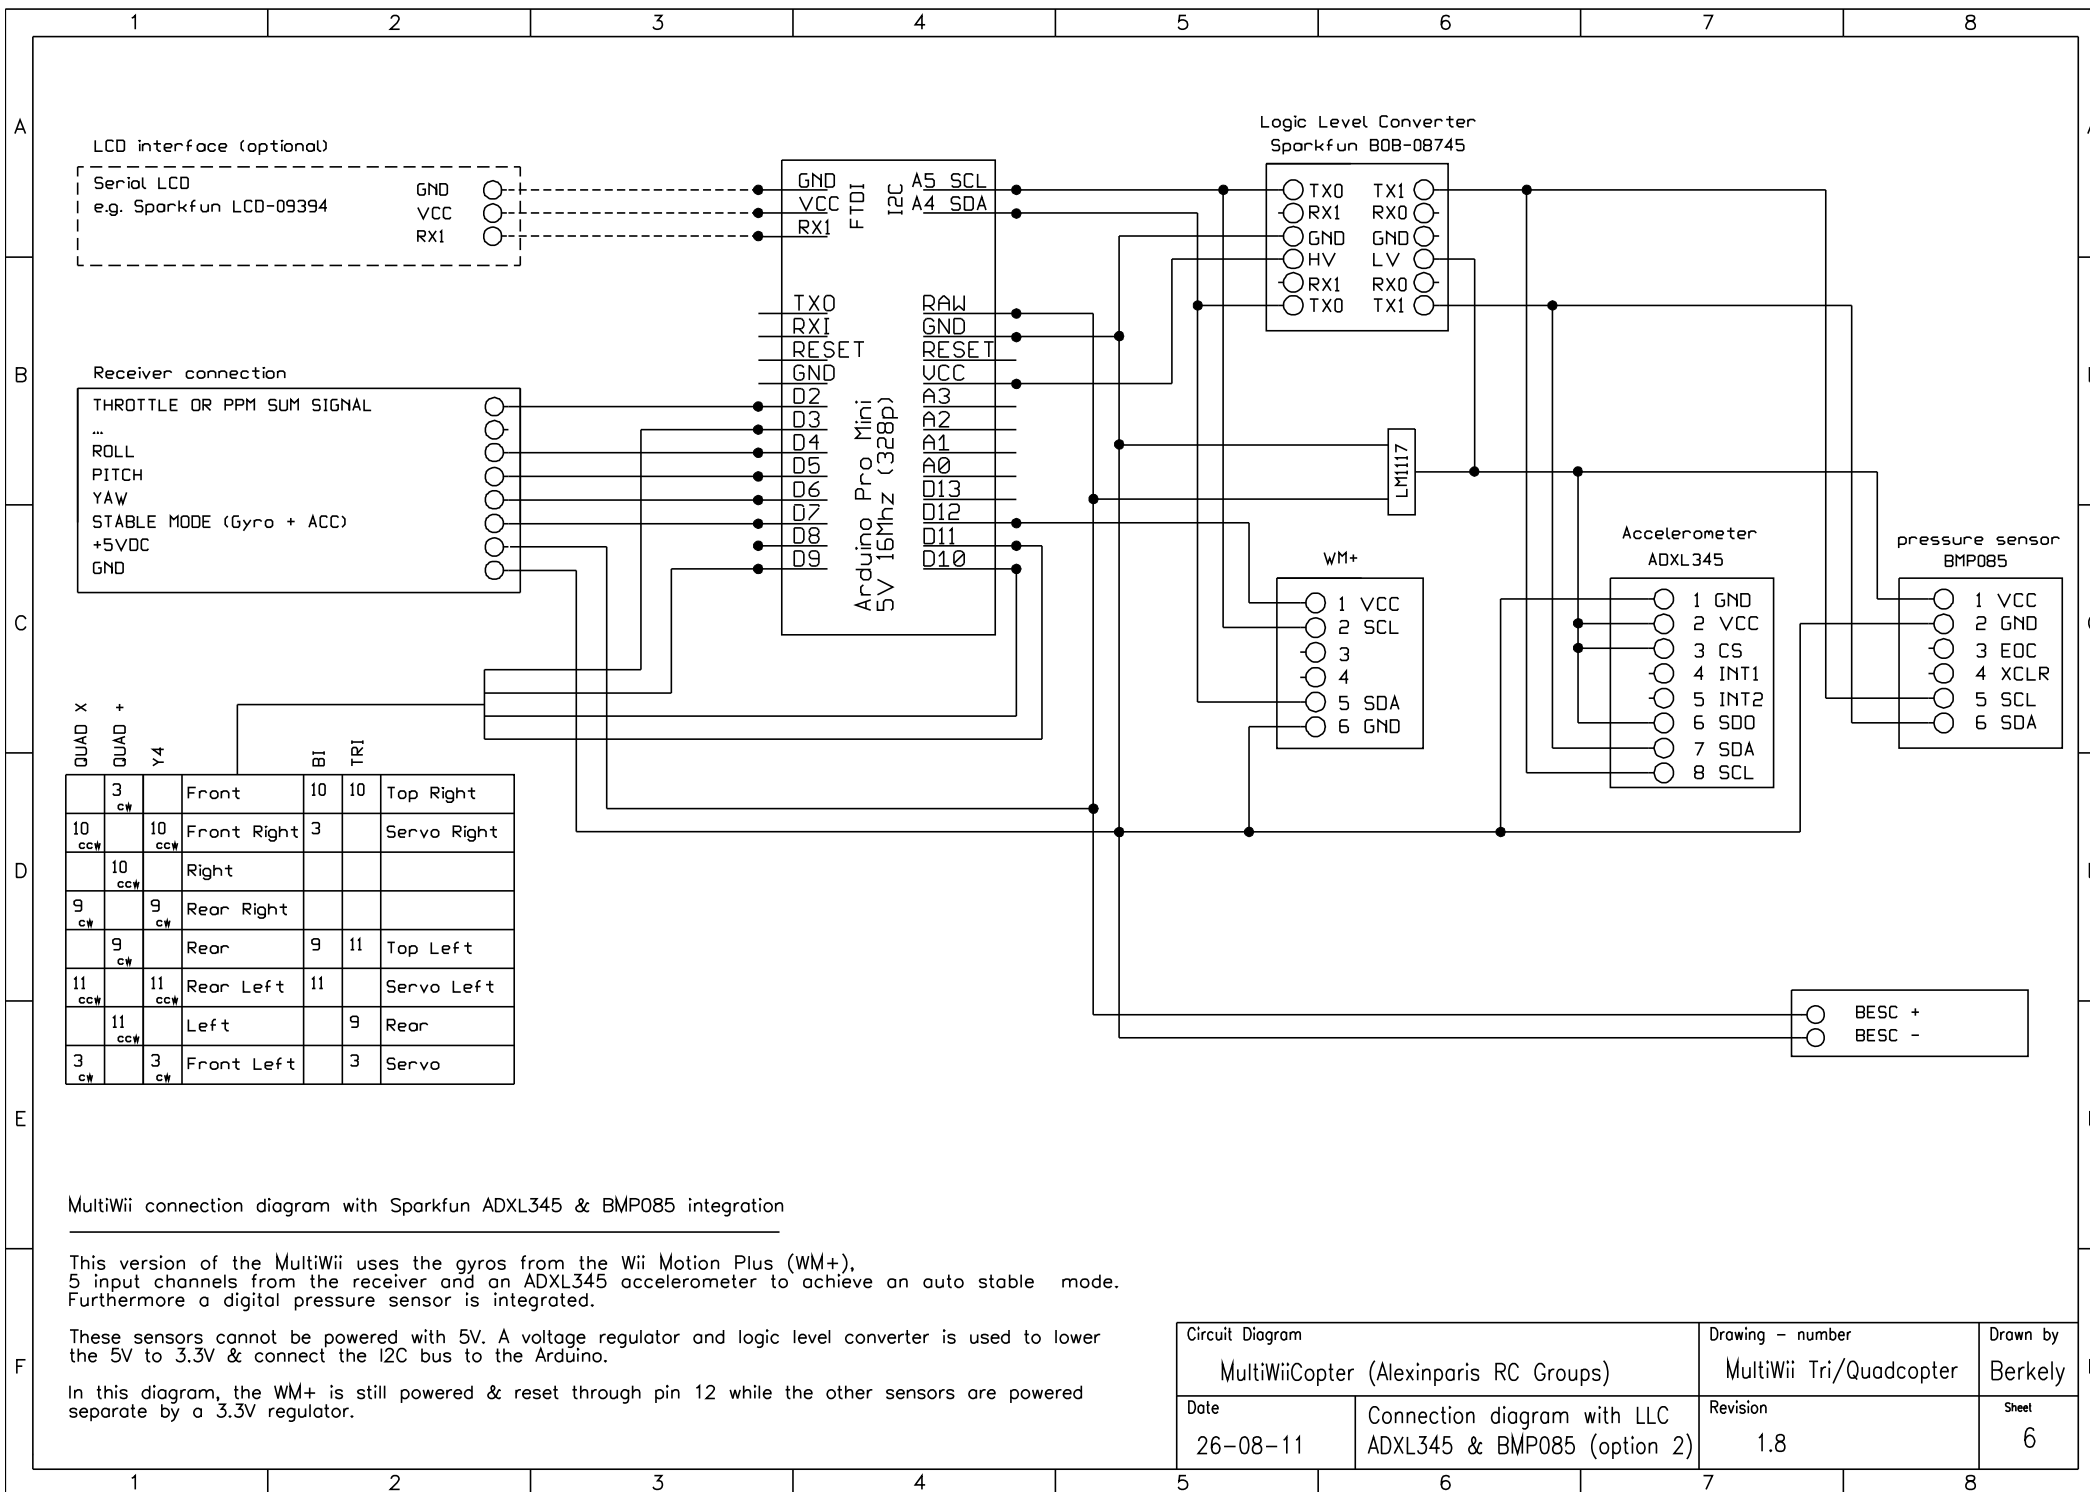 1 2 3 4 5 6 7 8
A
B
C
D
E
F
LCD interface (optional)
Serial LCD
e.g. Sparkfun LCD-09394
GND
VCC
RX1
Receiver connection
THROTTLE OR PPM SUM SIGNAL
...
ROLL
PITCH
YAW
STABLE MODE (Gyro + ACC)
+5VDC
GND
GND
VCC
RX1
FTDI
I2C
A5 SCL
A4 SDA
TXO
RXI
RESET
GND
D2
D3
D4
D5
D6
D7
D8
D9
Arduino Pro Mini
5V 16Mhz (328p)
RAW
GND
RESET
VCC
A3
A2
A1
A0
D13
D12
D11
D10
Logic Level Converter
Sparkfun BOB-08745
TXO TX1
RX1 RXO
GND GND
HV LV
RX1 RXO
TXO TX1
LM1117
WM+
1 VCC
2 SCL
3
4
5 SDA
6 GND
Accelerometer
ADXL345
1 GND
2 VCC
3 CS
4 INT1
5 INT2
6 SDO
7 SDA
8 SCL
pressure sensor
BMP085
1 VCC
2 GND
3 EOC
4 XCLR
5 SCL
6 SDA
BESC +
BESC -
QUAD X QUAD + Y4 BI TRI
3 cw Front 10 10 Top Right
10 ccw 10 ccw Front Right 3 Servo Right
10 ccw Right
9 cw 9 cw Rear Right
9 cw Rear 9 11 Top Left
11 ccw 11 ccw Rear Left 11 Servo Left
11 ccw Left 9 Rear
3 cw 3 cw Front Left 3 Servo
MultiWii connection diagram with Sparkfun ADXL345 & BMP085 integration
This version of the MultiWii uses the gyros from the Wii Motion Plus (WM+),
5 input channels from the receiver and an ADXL345 accelerometer to achieve an auto stable mode.
Furthermore a digital pressure sensor is integrated.
These sensors cannot be powered with 5V. A voltage regulator and logic level converter is used to lower
the 5V to 3.3V & connect the I2C bus to the Arduino.
In this diagram, the WM+ is still powered & reset through pin 12 while the other sensors are powered
separate by a 3.3V regulator.
Circuit Diagram
MultiWiiCopter (Alexinparis RC Groups)
Drawing - number
MultiWii Tri/Quadcopter
Drawn by
Berkely
Date
26-08-11
Connection diagram with LLC
ADXL345 & BMP085 (option 2)
Revision
1.8
Sheet
6
1 2 3 4 5 6 7 8